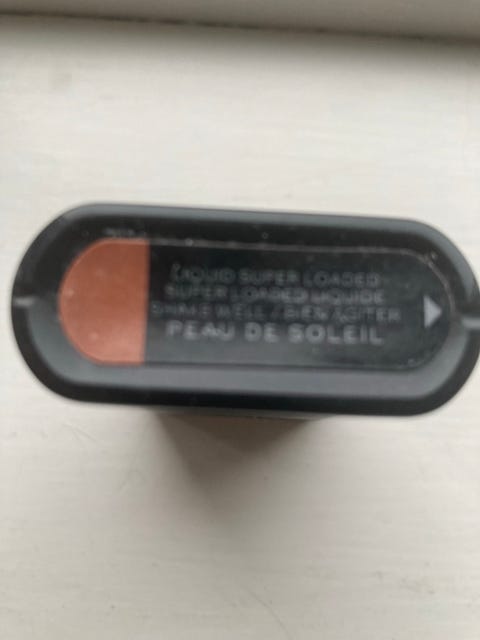 LIQUID SUPER LOADED
SUPER LOADED LIQUIDE
SHAKE WELL / BIEN AGITER
PEAU DE SOLEIL